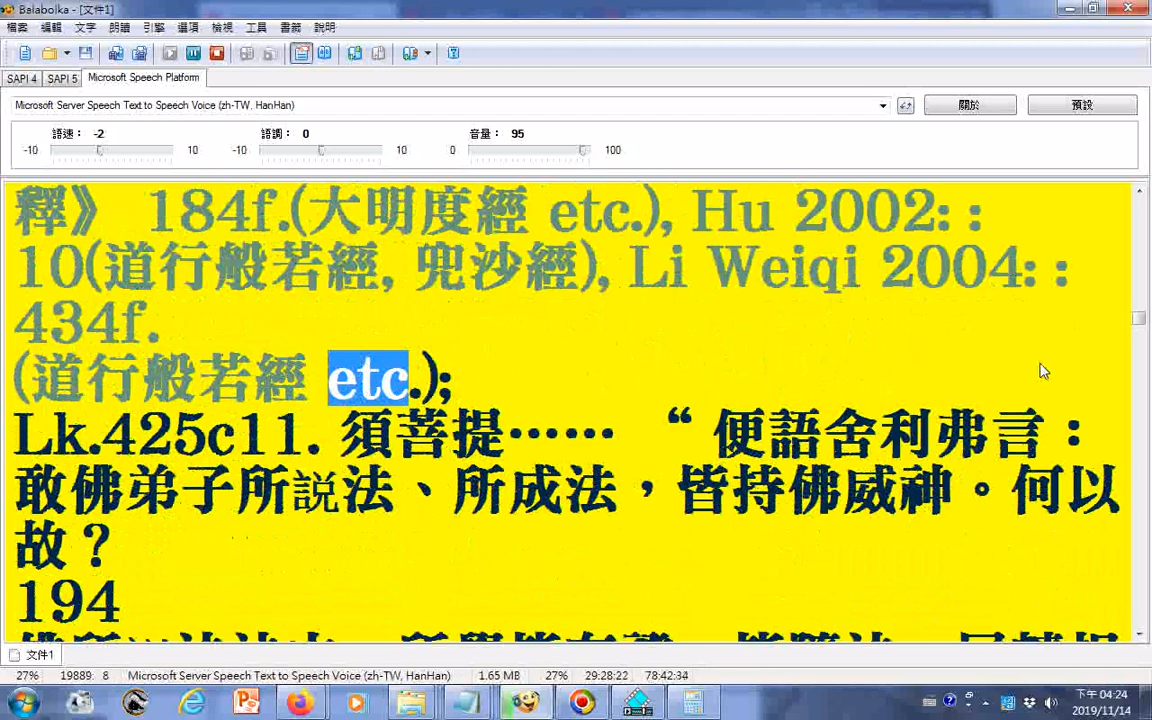 Balabolka - [文件1]
檔案 編輯 文字 朗讀 引擎 選項 檢視 工具 書籤 說明
SAPI 4 SAPI 5 Microsoft Speech Platform
Microsoft Server Speech Text to Speech Voice (zh-TW, HanHan) 關於 預設
語速： -2 語調： 0 音量： 95
-10 10 -10 10 0 100
釋》 184f.(大明度經 etc.), Hu 2002: :
10(道行般若經, 兜沙經), Li Weiqi 2004: :
434f.
(道行般若經 etc.);
Lk.425c11. 須菩提…… “ 便語舍利弗言：
敢佛弟子所説法、所成法，皆持佛威神。何以
故？
194
文件1
27% 19889: 8 Microsoft Server Speech Text to Speech Voice (zh-TW, HanHan) 1.65 MB 27% 29:28:22 78:42:34
下午 04:24
2019/11/14